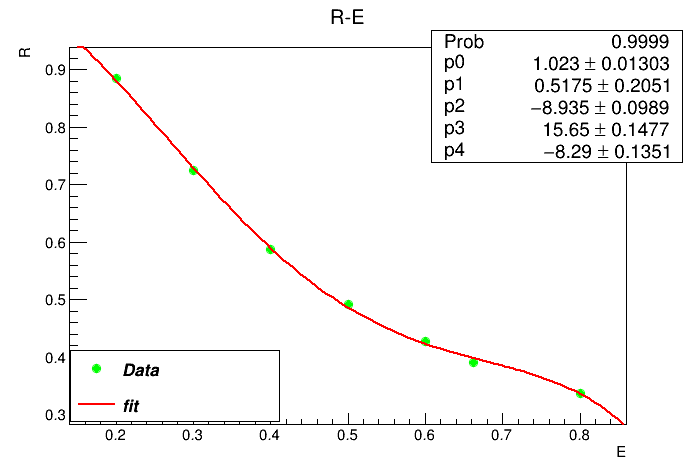 R-E
Prob 0.9999
p0 1.023 ± 0.01303
p1 0.5175 ± 0.2051
p2 −8.935 ± 0.0989
p3 15.65 ± 0.1477
p4 −8.29 ± 0.1351
R
0.9
0.8
0.7
0.6
0.5
0.4
0.3
Data
fit
0.2 0.3 0.4 0.5 0.6 0.7 0.8
E